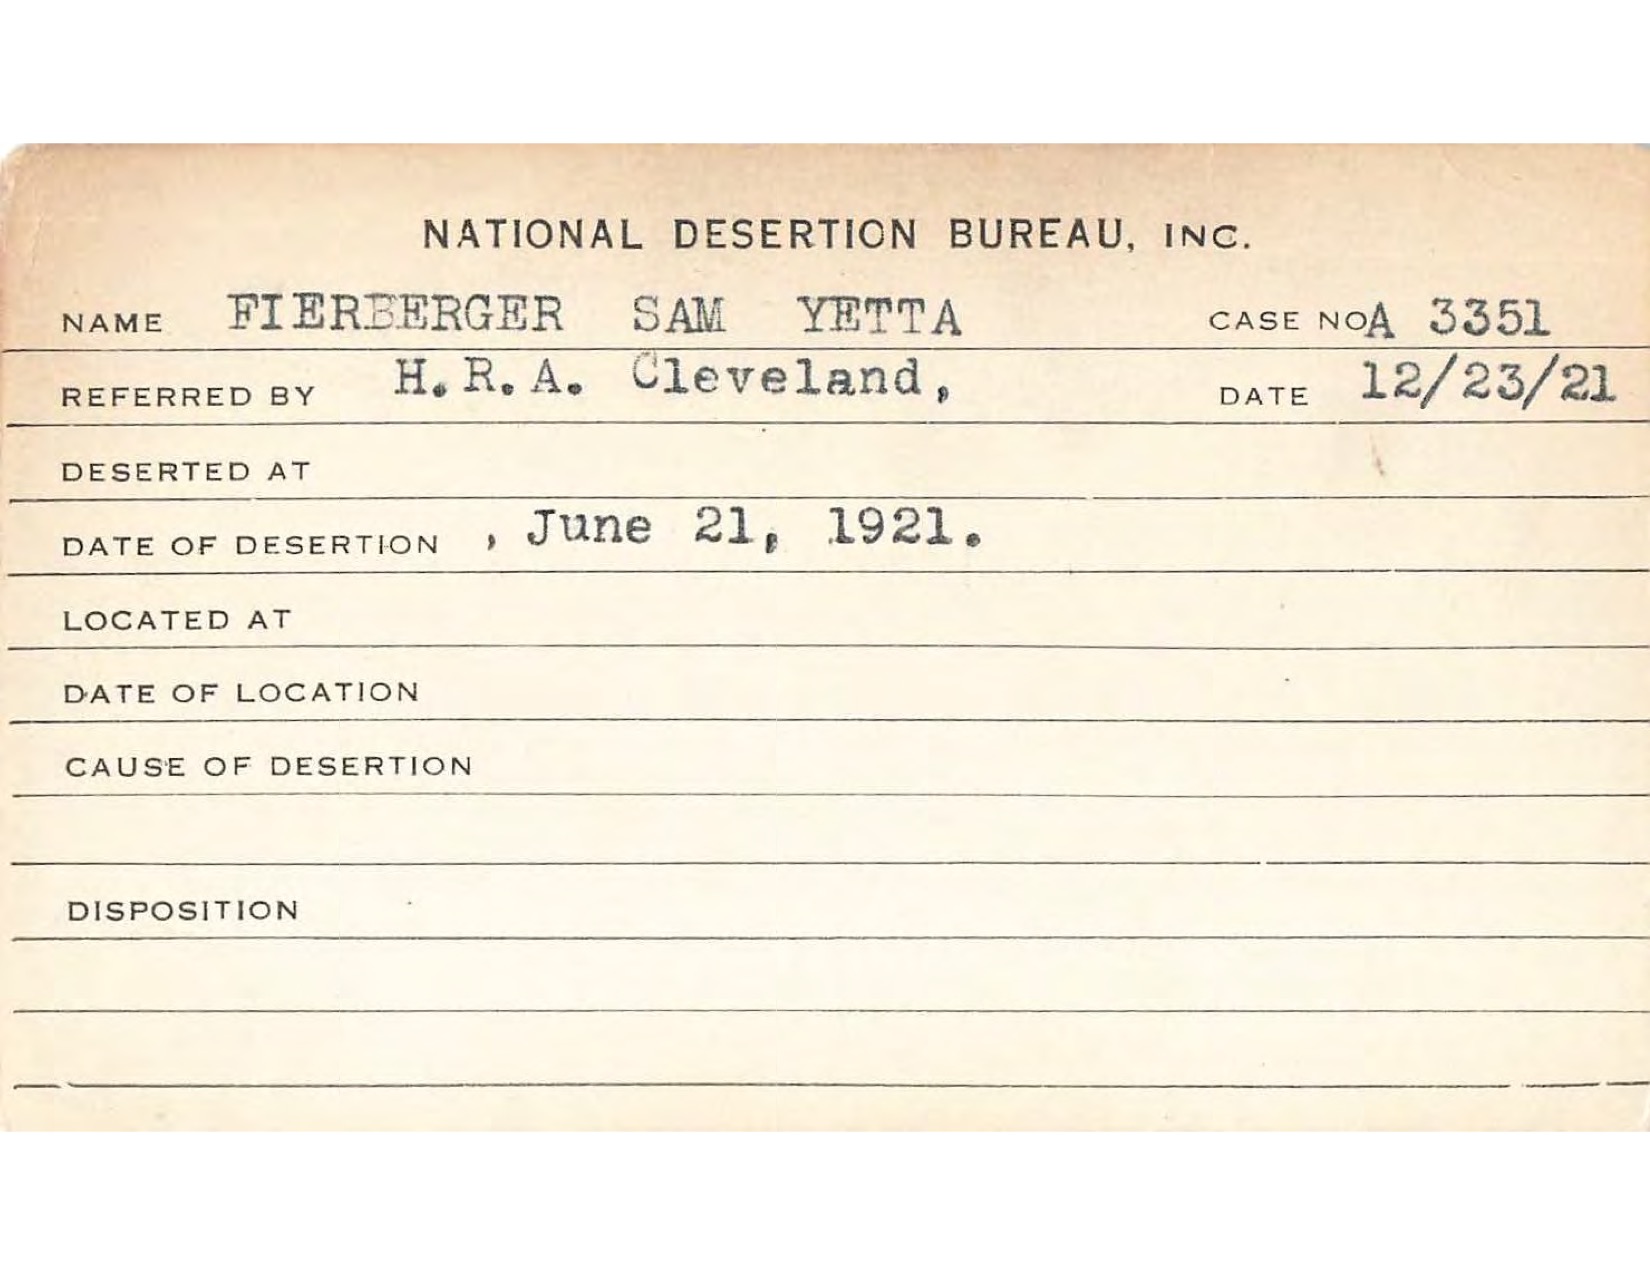 NATIONAL DESERTION BUREAU, INC.
NAME FIERBERGER SAM YETTA CASE NO. A 3351
REFERRED BY H.R.A. Cleveland, DATE 12/23/21
DESERTED AT
DATE OF DESERTION , June 21, 1921.
LOCATED AT
DATE OF LOCATION
CAUSE OF DESERTION
DISPOSITION